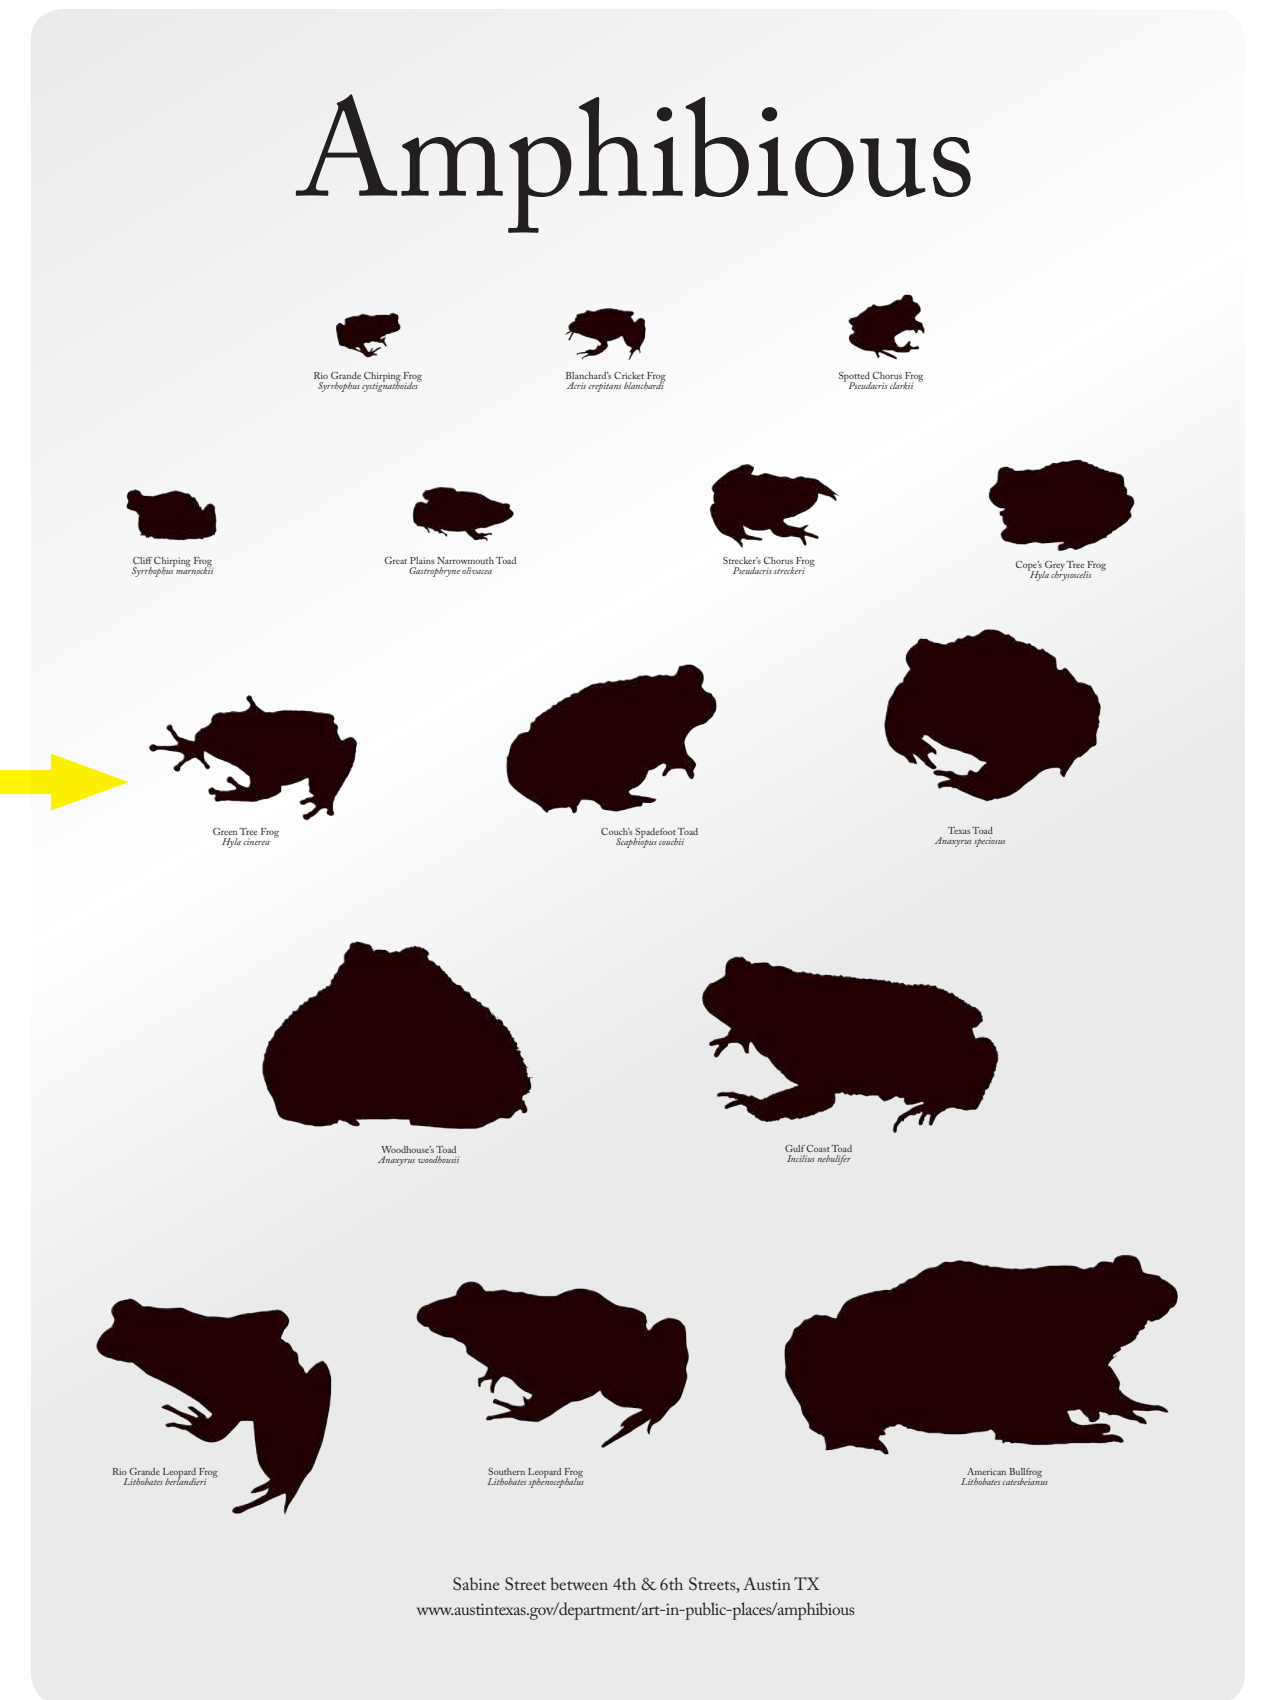 Amphibious
Rio Grande Chirping Frog
Syrrhophus cystignathoides
Blanchard's Cricket Frog
Acris crepitans blanchardi
Spotted Chorus Frog
Pseudacris clarkii
Cliff Chirping Frog
Syrrhophus marnockii
Great Plains Narrowmouth Toad
Gastrophryne olivacea
Strecker's Chorus Frog
Pseudacris streckeri
Cope's Grey Tree Frog
Hyla chrysoscelis
Green Tree Frog
Hyla cinerea
Couch's Spadefoot Toad
Scaphiopus couchii
Texas Toad
Anaxyrus speciosus
Woodhouse's Toad
Anaxyrus woodhousii
Gulf Coast Toad
Incilius nebulifer
Rio Grande Leopard Frog
Lithobates berlandieri
Southern Leopard Frog
Lithobates sphenocephalus
American Bullfrog
Lithobates catesbeianus
Sabine Street between 4th & 6th Streets, Austin TX
www.austintexas.gov/department/art-in-public-places/amphibious